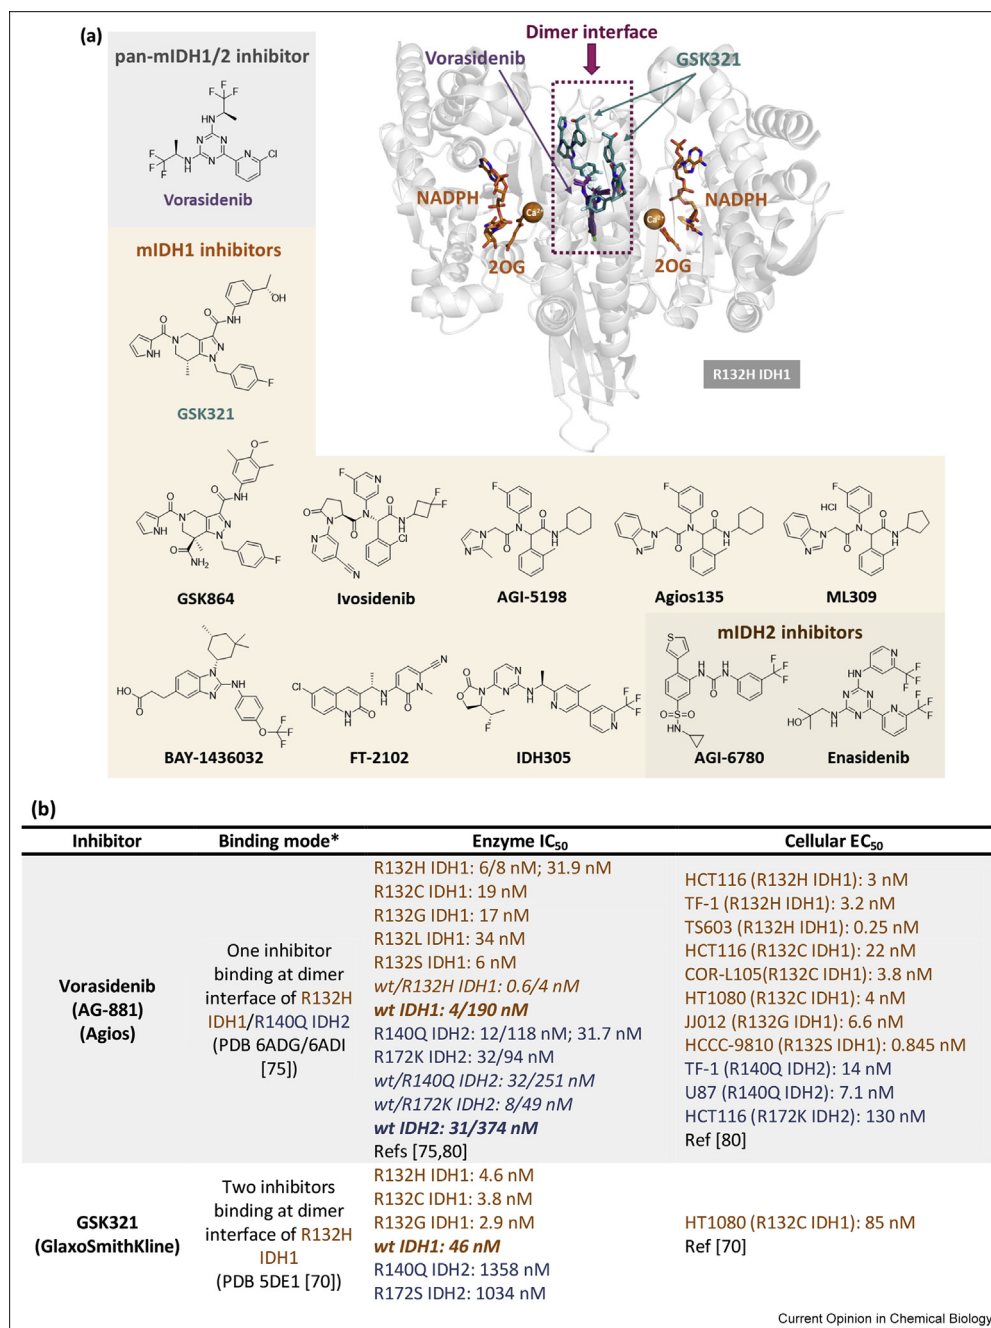 (a)
pan-mIDH1/2 inhibitor
Vorasidenib
mIDH1 inhibitors
GSK321
Dimer interface
Vorasidenib
GSK321
NADPH
NADPH
Ca²⁺
Ca²⁺
2OG
2OG
R132H IDH1
GSK864
Ivosidenib
AGI-5198
Agios135
HCl
ML309
mIDH2 inhibitors
BAY-1436032
FT-2102
IDH305
AGI-6780
Enasidenib
(b)
Inhibitor Binding mode* Enzyme IC₅₀ Cellular EC₅₀
Vorasidenib
(AG-881)
(Agios)
One inhibitor
binding at dimer
interface of R132H
IDH1/R140Q IDH2
(PDB 6ADG/6ADI
[75])
R132H IDH1: 6/8 nM; 31.9 nM
R132C IDH1: 19 nM
R132G IDH1: 17 nM
R132L IDH1: 34 nM
R132S IDH1: 6 nM
wt/R132H IDH1: 0.6/4 nM
wt IDH1: 4/190 nM
R140Q IDH2: 12/118 nM; 31.7 nM
R172K IDH2: 32/94 nM
wt/R140Q IDH2: 32/251 nM
wt/R172K IDH2: 8/49 nM
wt IDH2: 31/374 nM
Refs [75,80]
HCT116 (R132H IDH1): 3 nM
TF-1 (R132H IDH1): 3.2 nM
TS603 (R132H IDH1): 0.25 nM
HCT116 (R132C IDH1): 22 nM
COR-L105(R132C IDH1): 3.8 nM
HT1080 (R132C IDH1): 4 nM
JJ012 (R132G IDH1): 6.6 nM
HCCC-9810 (R132S IDH1): 0.845 nM
TF-1 (R140Q IDH2): 14 nM
U87 (R140Q IDH2): 7.1 nM
HCT116 (R172K IDH2): 130 nM
Ref [80]
GSK321
(GlaxoSmithKline)
Two inhibitors
binding at dimer
interface of R132H
IDH1
(PDB 5DE1 [70])
R132H IDH1: 4.6 nM
R132C IDH1: 3.8 nM
R132G IDH1: 2.9 nM
wt IDH1: 46 nM
R140Q IDH2: 1358 nM
R172S IDH2: 1034 nM
HT1080 (R132C IDH1): 85 nM
Ref [70]
Current Opinion in Chemical Biology